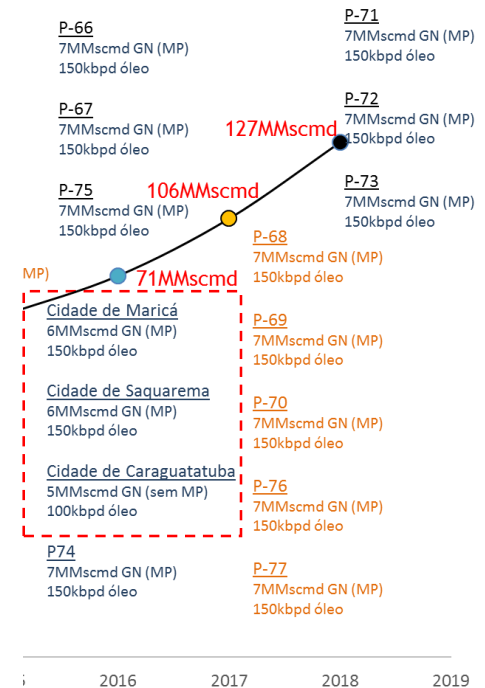 P-66
7MMscmd GN (MP)
150kbpd óleo
P-67
7MMscmd GN (MP)
150kbpd óleo
P-75
7MMscmd GN (MP)
150kbpd óleo
P-71
7MMscmd GN (MP)
150kbpd óleo
P-72
7MMscmd GN (MP)
150kbpd óleo
P-73
7MMscmd GN (MP)
150kbpd óleo
127MMscmd
106MMscmd
71MMscmd
MP)
Cidade de Maricá
6MMscmd GN (MP)
150kbpd óleo
Cidade de Saquarema
6MMscmd GN (MP)
150kbpd óleo
Cidade de Caraguatatuba
5MMscmd GN (sem MP)
100kbpd óleo
P74
7MMscmd GN (MP)
150kbpd óleo
P-68
7MMscmd GN (MP)
150kbpd óleo
P-69
7MMscmd GN (MP)
150kbpd óleo
P-70
7MMscmd GN (MP)
150kbpd óleo
P-76
7MMscmd GN (MP)
150kbpd óleo
P-77
7MMscmd GN (MP)
150kbpd óleo
2016 2017 2018 2019